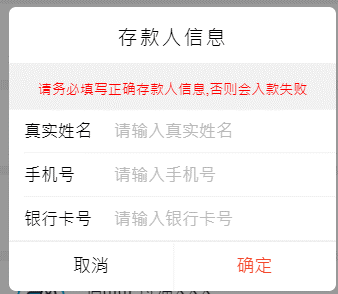 存款人信息
请务必填写正确存款人信息,否则会入款失败
真实姓名 请输入真实姓名
手机号 请输入手机号
银行卡号 请输入银行卡号
取消 确定